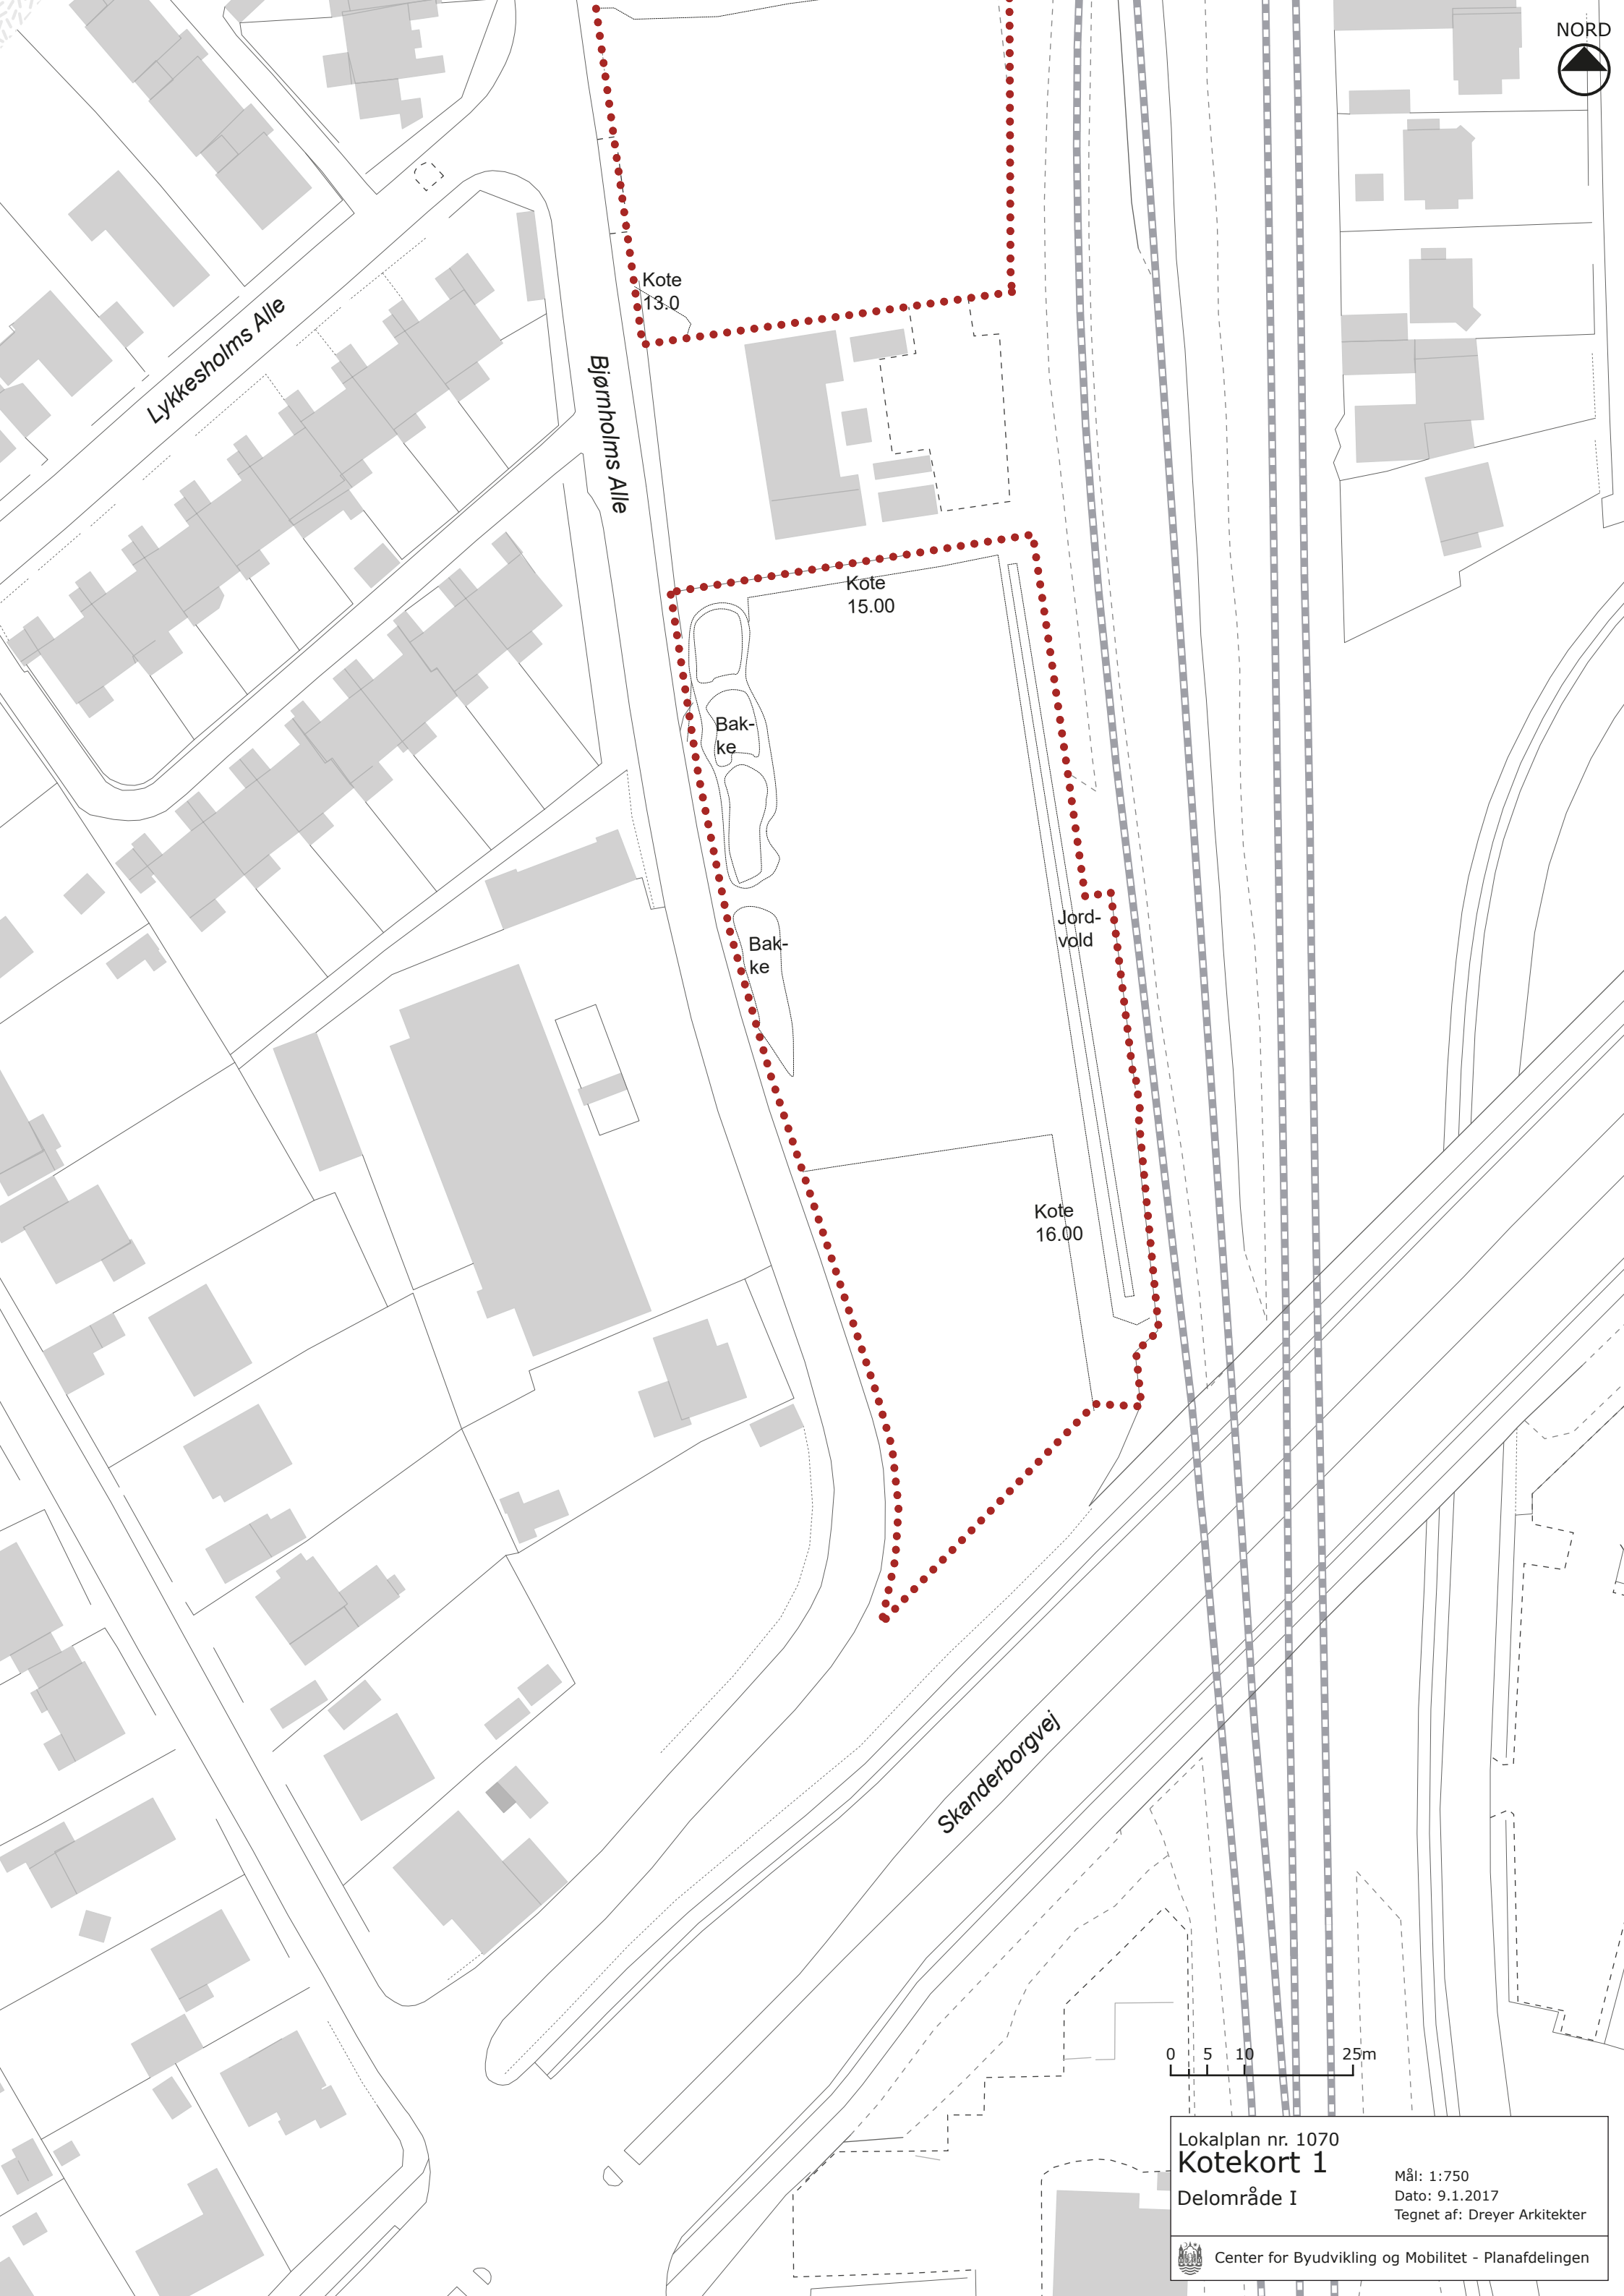 NORD
Kote
13.0
Lykkesholms Alle
Bjørnholms Alle
Kote
15.00
Bak-
ke
Jord-
vold
Bak-
ke
Kote
16.00
Skanderborgvej
0 5 10 25m
Lokalplan nr. 1070
Kotekort 1
Delområde I
Mål: 1:750
Dato: 9.1.2017
Tegnet af: Dreyer Arkitekter
Center for Byudvikling og Mobilitet - Planafdelingen